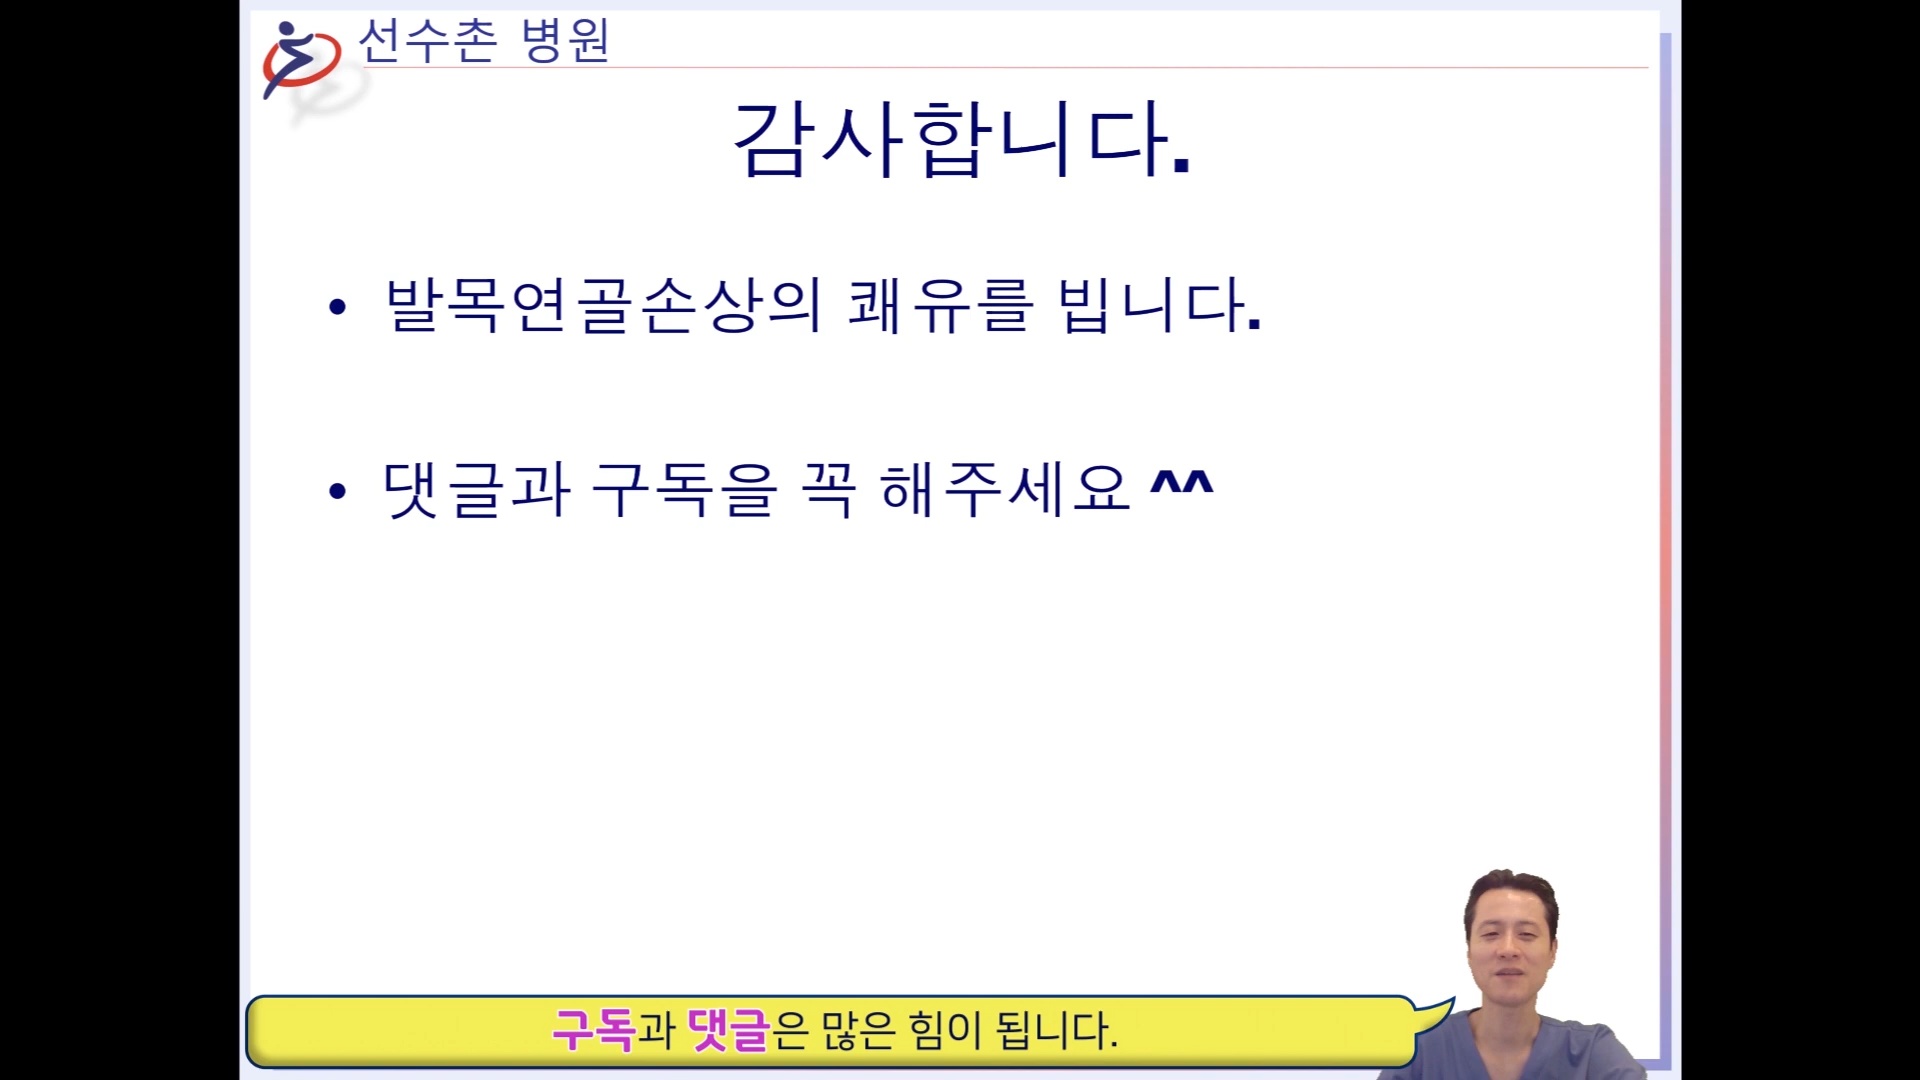 선수촌 병원
감사합니다.
• 발목연골손상의 쾌유를 빕니다.
• 댓글과 구독을 꼭 해주세요 ^^
구독과 댓글은 많은 힘이 됩니다.